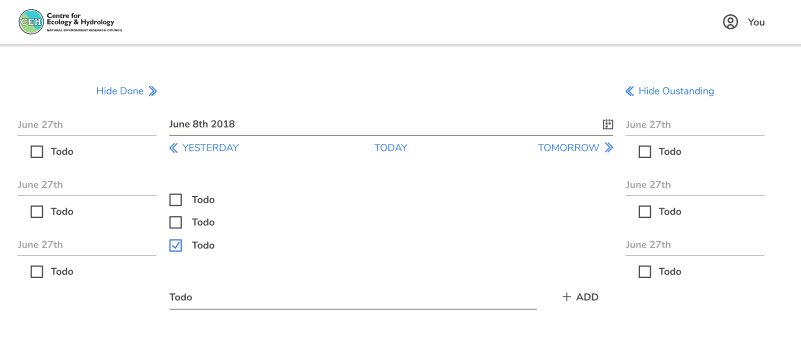 CEH
Centre for
Ecology & Hydrology
NATURAL ENVIRONMENT RESEARCH COUNCIL
You
Hide Done
June 27th
Todo
June 27th
Todo
June 27th
Todo
June 8th 2018
YESTERDAY TODAY TOMORROW
Todo
Todo
Todo
Todo
+ ADD
Hide Oustanding
June 27th
Todo
June 27th
Todo
June 27th
Todo